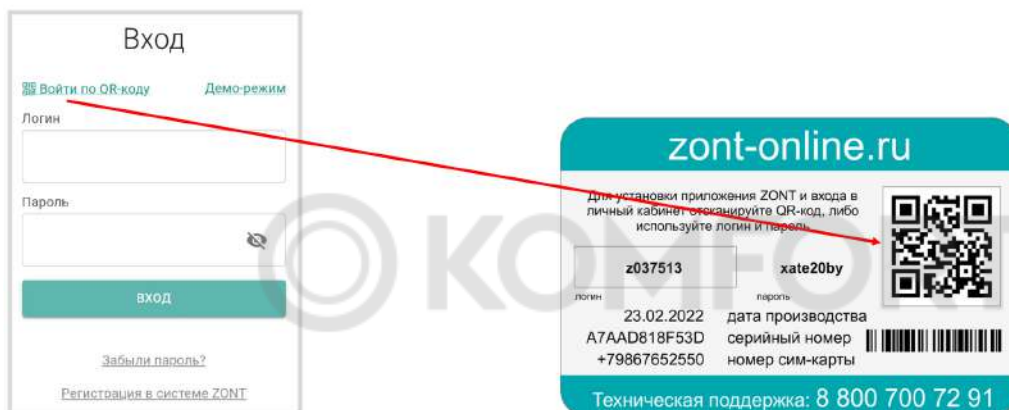 Вход
Войти по QR-коду
Демо-режим
Логин
Пароль
вход
Забыли пароль?
Регистрация в системе ZONT
zont-online.ru
Для установки приложения ZONT и входа в
личный кабинет отсканируйте QR-код, либо
используйте логин и пароль
z037513
xate20by
логин
пароль
23.02.2022 дата производства
A7AAD818F53D серийный номер
+79867652550 номер сим-карты
Техническая поддержка: 8 800 700 72 91
KOMFORT